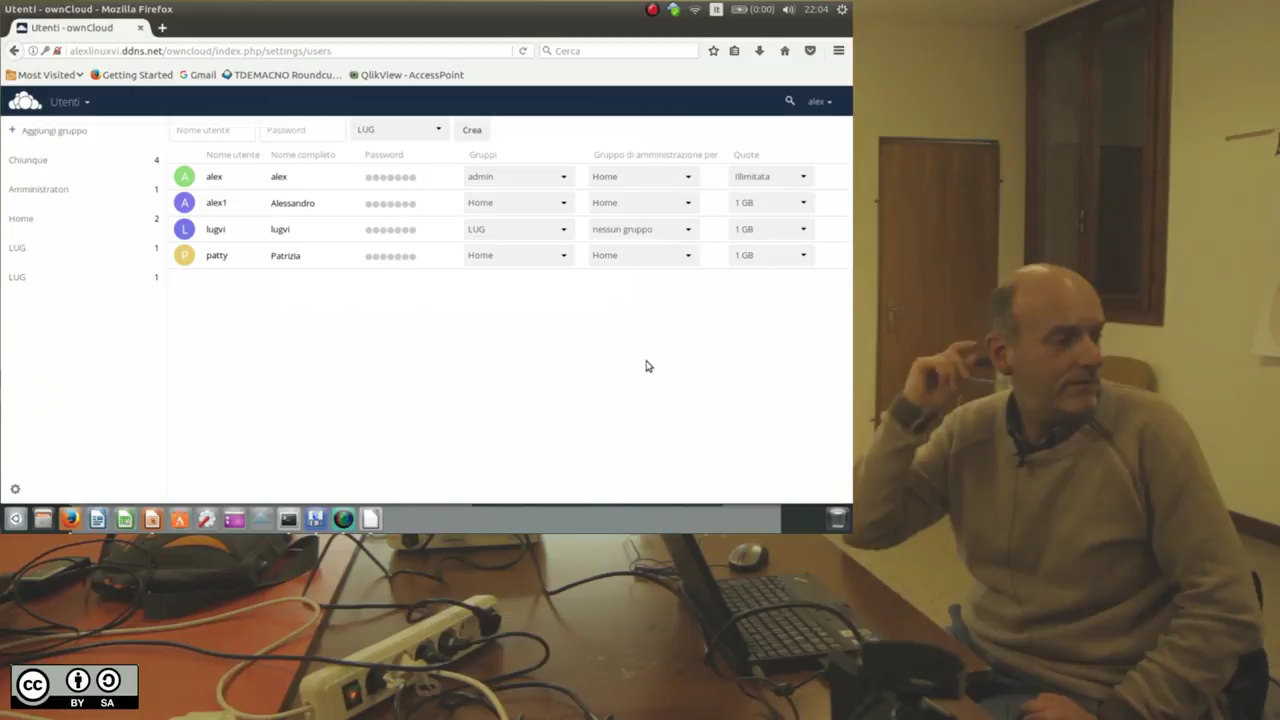 Utenti - ownCloud - Mozilla Firefox
It (0:00) 22:04
Utenti - ownCloud × +
alexlinuxvi.ddns.net/owncloud/index.php/settings/users
Cerca
Most Visited Getting Started Gmail TDEMACNO Roundcu... QlikView - AccessPoint
Utenti
alex
+ Aggiungi gruppo
Nome utente Password LUG Crea
Nome utente Nome completo Password Gruppi Gruppo di amministrazione per Quote
Chiunque 4
A alex alex ●●●●●●● admin Home Illimitata
Amministratori 1
A alex1 Alessandro ●●●●●●● Home Home 1 GB
Home 2
L lugvi lugvi ●●●●●●● LUG nessun gruppo 1 GB
LUG 1
P patty Patrizia ●●●●●●● Home Home 1 GB
LUG 1
cc
BY SA